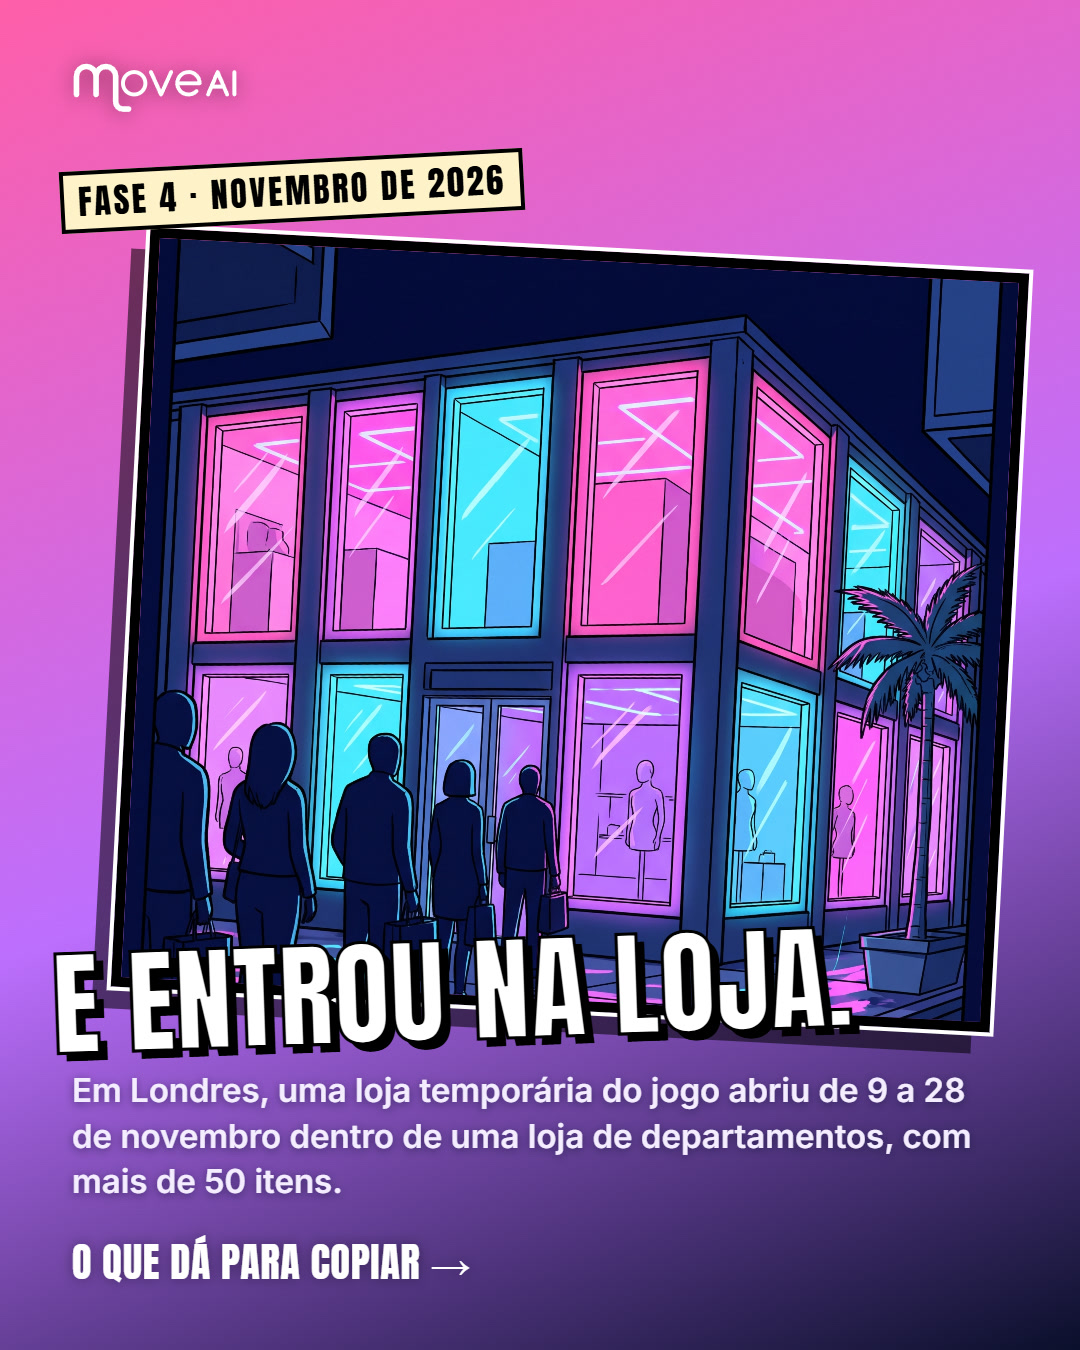 moveAI
FASE 4 · NOVEMBRO DE 2026
E ENTROU NA LOJA.
Em Londres, uma loja temporária do jogo abriu de 9 a 28
de novembro dentro de uma loja de departamentos, com
mais de 50 itens.
O QUE DÁ PARA COPIAR →